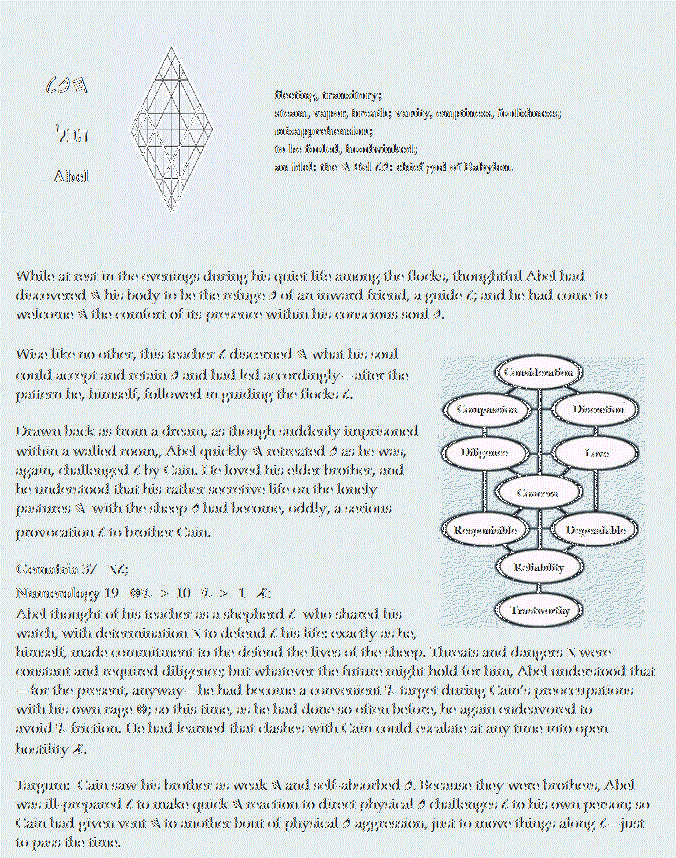 Abel
fleeting, transitory;
steam, vapor, breath; vanity, emptiness, foolishness;
misapprehension;
to be fooled, hoodwinked;
an idol: the Bel chief god of Babylon.
While at rest in the evenings during his quiet life among the flocks, thoughtful Abel had
discovered his body to be the refuge of an inward friend, a guide ; and he had come to
welcome the comfort of its presence within his conscious soul .
Wise like no other, this teacher discerned what his soul
could accept and retain and had led accordingly—after the
pattern he, himself, followed in guiding the flocks .
Drawn back as from a dream, as though suddenly imprisoned
within a walled room,, Abel quickly retreated as he was,
again, challenged by Cain. He loved his elder brother, and
he understood that his rather secretive life on the lonely
pastures with the sheep had become, oddly, a serious
provocation to brother Cain.
Consideration
Compassion
Discretion
Diligence
Love
Concern
Responsible
Dependable
Reliability
Trustworthy
Gematria 37
Numerology 19 > 10 > 1
Abel thought of his teacher as a shepherd who shared his
watch, with determination to defend his life; exactly as he,
himself, made commitment to the defend the lives of the sheep. Threats and dangers were
constant and required diligence; but whatever the future might hold for him, Abel understood that
—for the present, anyway—he had become a convenient target during Cain's preoccupations
with his own rage ; so this time, as he had done so often before, he again endeavored to
avoid friction. He had learned that clashes with Cain could escalate at any time into open
hostility .
Targum: Cain saw his brother as weak and self-absorbed . Because they were brothers, Abel
was ill-prepared to make quick reaction to direct physical challenges to his own person; so
Cain had given vent to another bout of physical aggression, just to move things along —just
to pass the time.